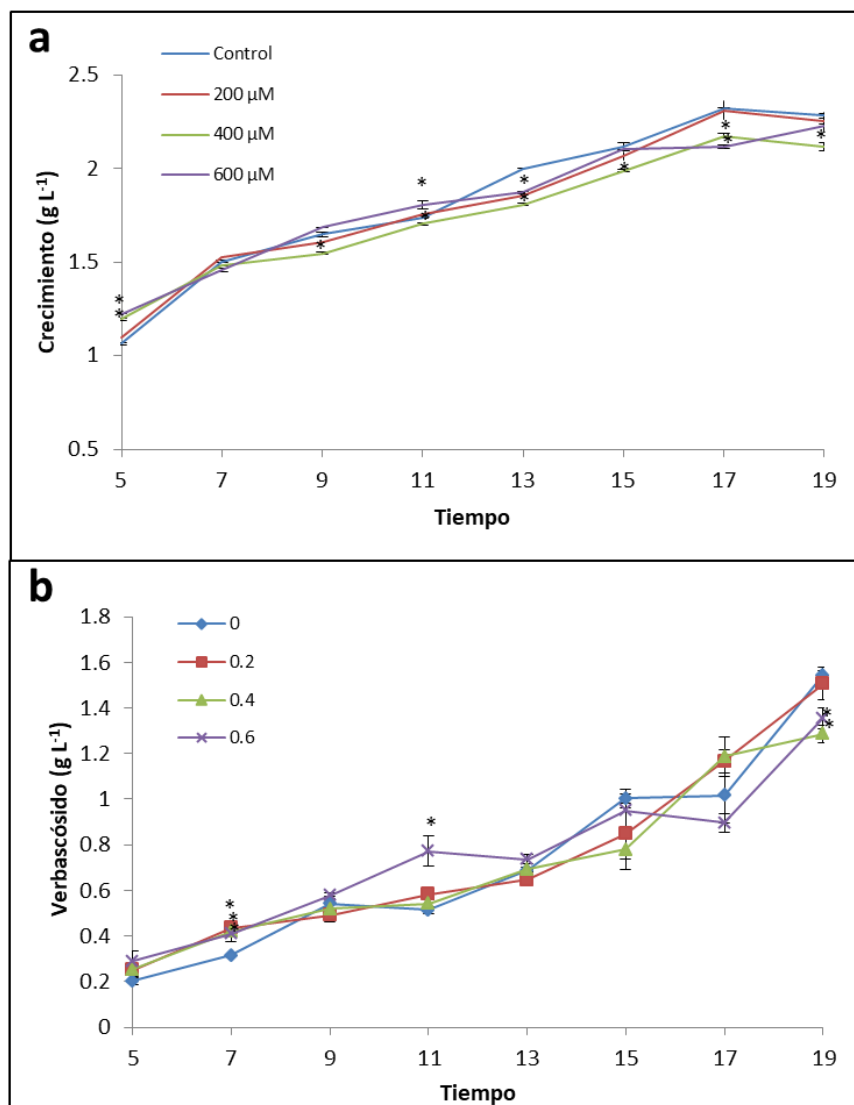 a
Control
200 µM
400 µM
600 µM
Crecimiento (g L-1)
2.5
2
1.5
1
0.5
* * * * * * * * * * *
5 7 9 11 13 15 17 19
Tiempo
b
0
0.2
0.4
0.6
Verbascósido (g L-1)
1.8
1.6
1.4
1.2
1
0.8
0.6
0.4
0.2
0
* * * * * *
5 7 9 11 13 15 17 19
Tiempo